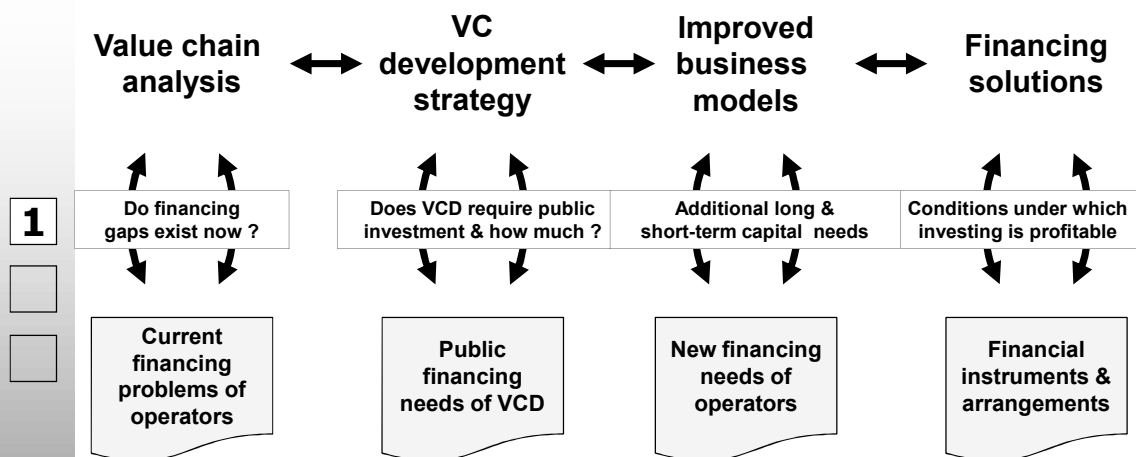 Value chain
analysis
VC
development
strategy
Improved
business
models
Financing
solutions
1
Do financing
gaps exist now ?
Does VCD require public
investment & how much ?
Additional long &
short-term capital needs
Conditions under which
investing is profitable
Current
financing
problems of
operators
Public
financing
needs of VCD
New financing
needs of
operators
Financial
instruments &
arrangements